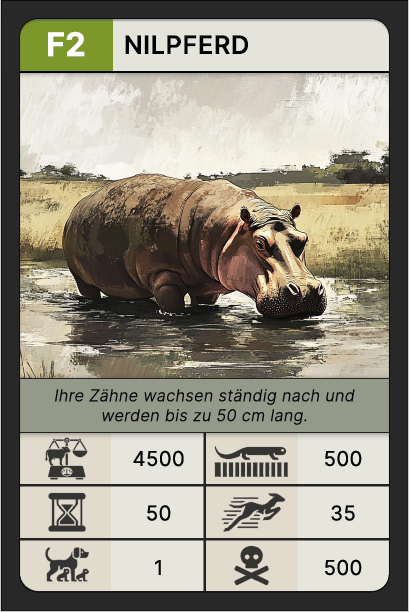 F2 NILPFERD
Ihre Zähne wachsen ständig nach und
werden bis zu 50 cm lang.
4500 500
50 35
1 500